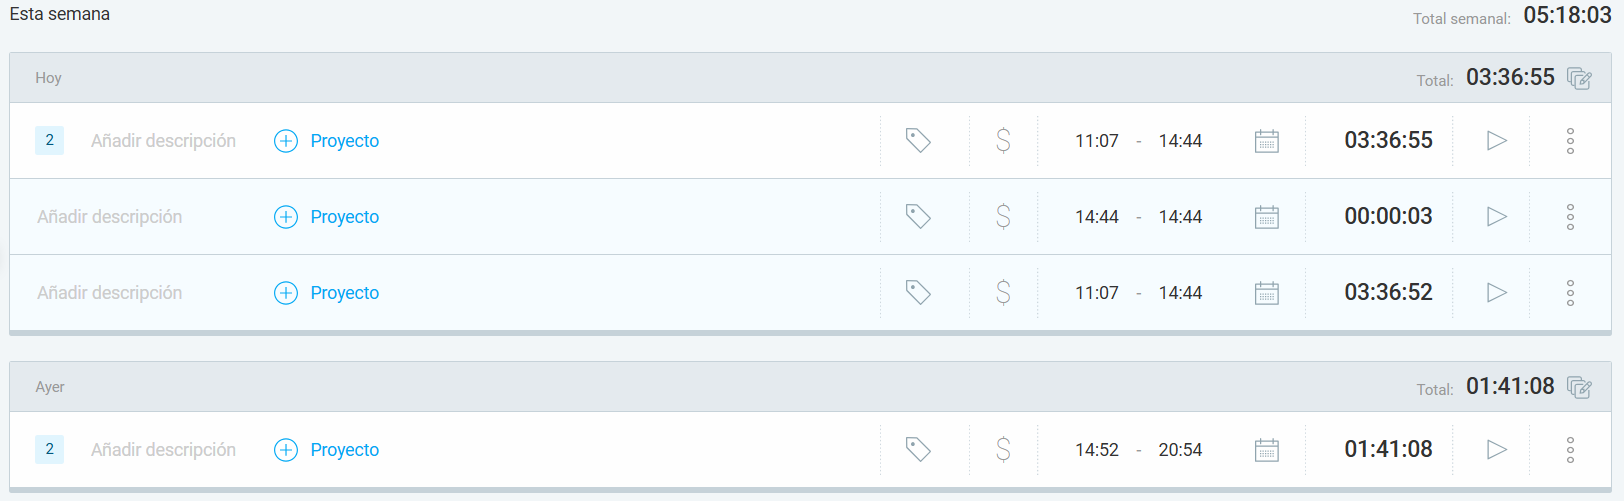 Esta semana Total semanal: 05:18:03
Hoy Total: 03:36:55
2 Añadir descripción Proyecto $ 11:07 - 14:44 03:36:55
Añadir descripción Proyecto $ 14:44 - 14:44 00:00:03
Añadir descripción Proyecto $ 11:07 - 14:44 03:36:52
Ayer Total: 01:41:08
2 Añadir descripción Proyecto $ 14:52 - 20:54 01:41:08